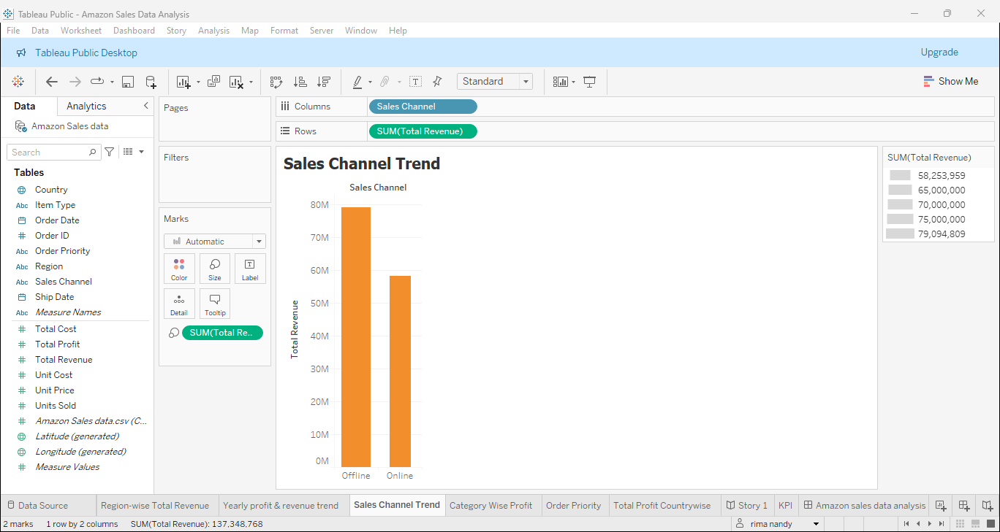 Tableau Public - Amazon Sales Data Analysis
File Data Worksheet Dashboard Story Analysis Map Format Server Window Help
Tableau Public Desktop Upgrade
Standard Show Me
Data Analytics
Amazon Sales data
Search
Tables
Country
Abc Item Type
Order Date
Order ID
Abc Order Priority
Abc Region
Abc Sales Channel
Ship Date
Abc Measure Names
Total Cost
Total Profit
Total Revenue
Unit Cost
Unit Price
Units Sold
Amazon Sales data.csv (C...
Latitude (generated)
Longitude (generated)
Measure Values
Pages
Filters
Marks
Automatic
Color Size Label
Detail Tooltip
SUM(Total Re..
Columns Sales Channel
Rows SUM(Total Revenue)
Sales Channel Trend
Sales Channel
80M
70M
60M
50M
40M
30M
20M
10M
0M
Total Revenue
Offline Online
SUM(Total Revenue)
58,253,959
65,000,000
70,000,000
75,000,000
79,094,809
Data Source Region-wise Total Revenue Yearly profit & revenue trend Sales Channel Trend Category Wise Profit Order Priority Total Profit Countrywise Story 1 KPI Amazon sales data analysis
2 marks 1 row by 2 columns SUM(Total Revenue): 137,348,768 rima nandy